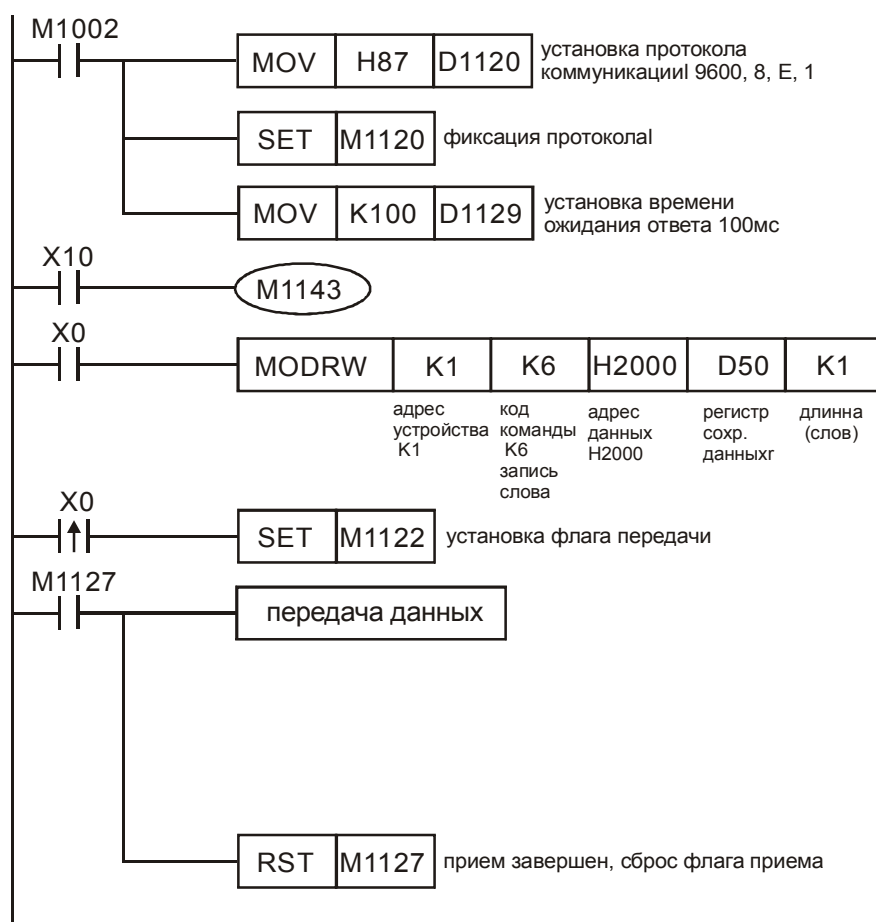 M1002
MOV H87 D1120
установка протокола
коммуникацииl 9600, 8, E, 1
SET M1120 фиксация протоколаl
MOV K100 D1129
установка времени
ожидания ответа 100мс
X10
M1143
X0
MODRW K1 K6 H2000 D50 K1
адрес
устройства
K1
код
команды
K6
запись
слова
адрес
данных
H2000
регистр
сохр.
данныхr
длинна
(слов)
X0
SET M1122 установка флага передачи
M1127
передача данных
RST M1127 прием завершен, сброс флага приема